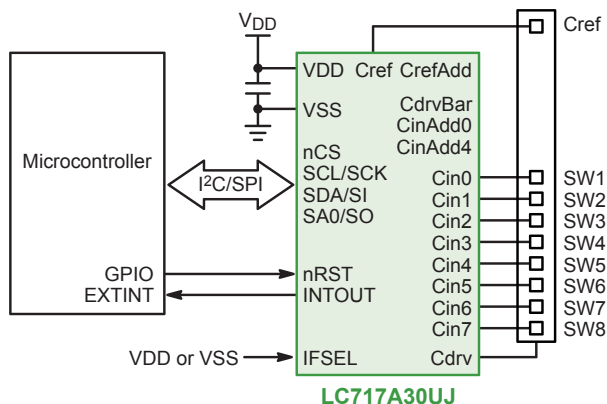 V_DD
Cref
VDD Cref CrefAdd
CdrvBar
VSS
CinAdd0
CinAdd4
Microcontroller
nCS
I²C/SPI
SCL/SCK
SDA/SI
SA0/SO
Cin0 SW1
Cin1 SW2
Cin2 SW3
Cin3 SW4
Cin4 SW5
Cin5 SW6
Cin6 SW7
Cin7 SW8
GPIO nRST
EXTINT INTOUT
VDD or VSS IFSEL Cdrv
LC717A30UJ